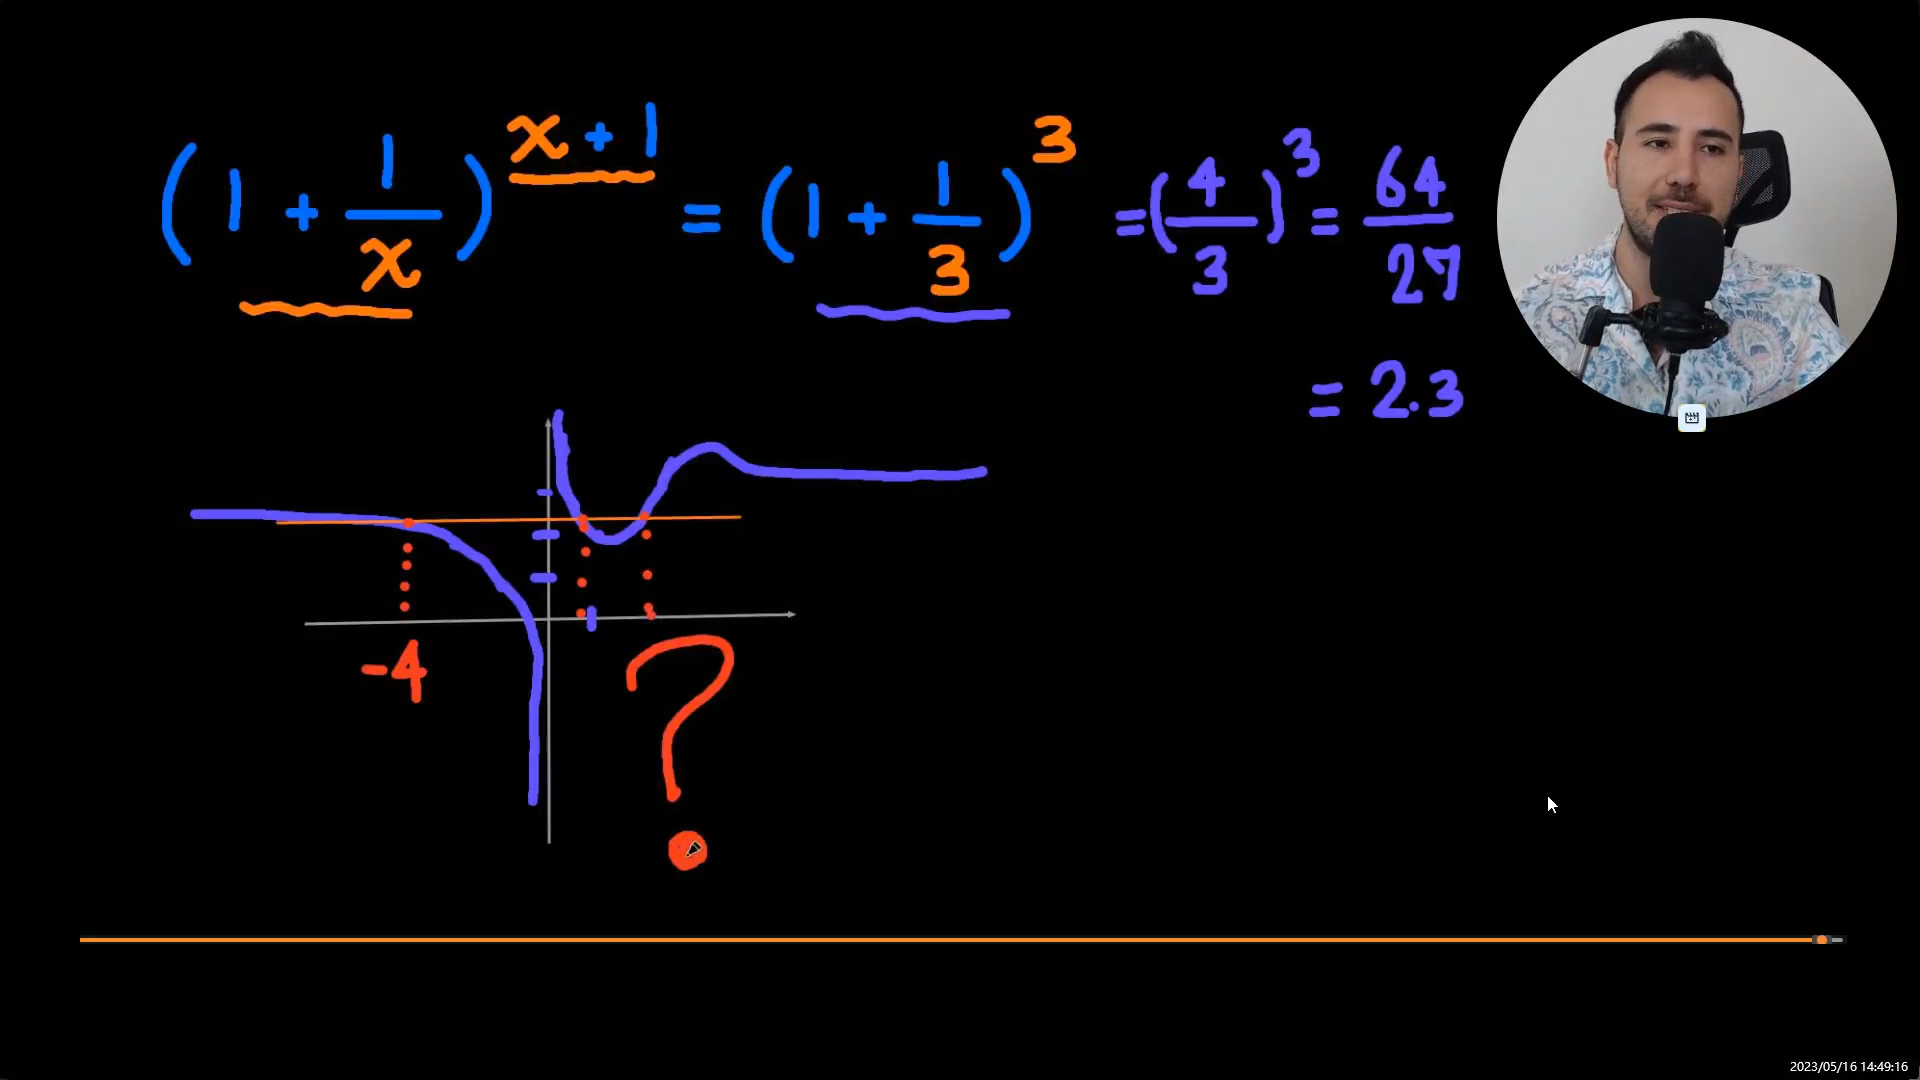 (1 + 1/x)^(x+1) = (1 + 1/3)^3 = (4/3)^3 = 64/27
= 2.3
-4
?
2023/05/16 14:49:16